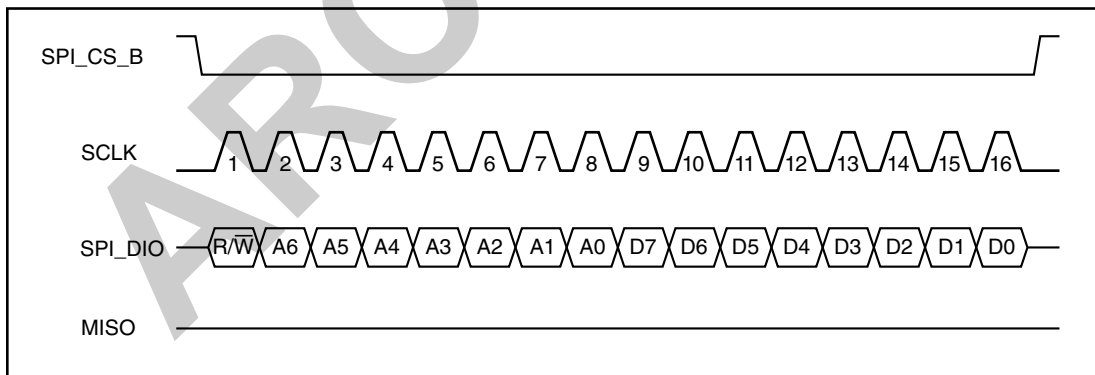 SPI_CS_B
SCLK
1 2 3 4 5 6 7 8 9 10 11 12 13 14 15 16
SPI_DIO
R/W̅ A6 A5 A4 A3 A2 A1 A0 D7 D6 D5 D4 D3 D2 D1 D0
MISO
ARC